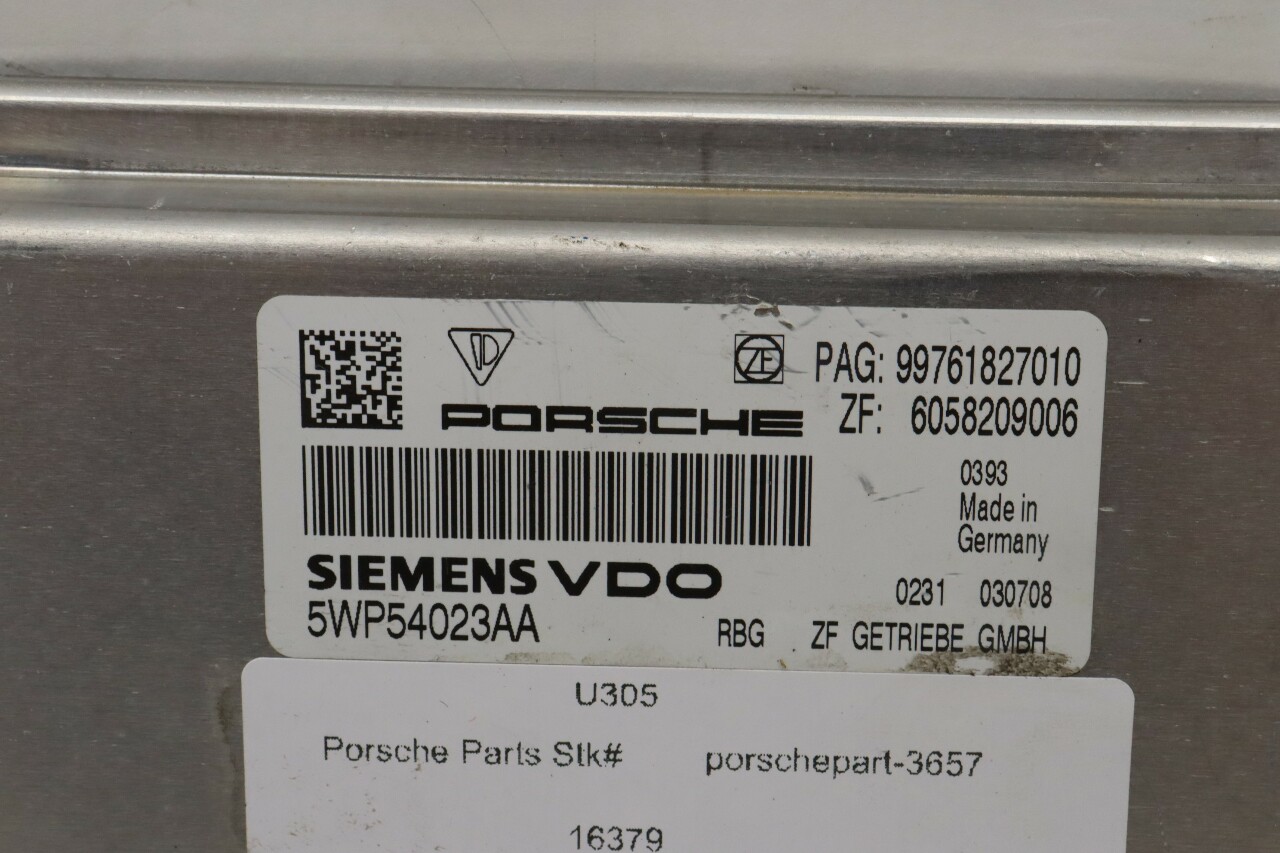 ZF
PAG: 99761827010
PORSCHE
ZF: 6058209006
0393
Made in
Germany
SIEMENS VDO
0231 030708
5WP54023AA
RBG ZF GETRIEBE GMBH
U305
Porsche Parts Stk# porschepart-3657
16379